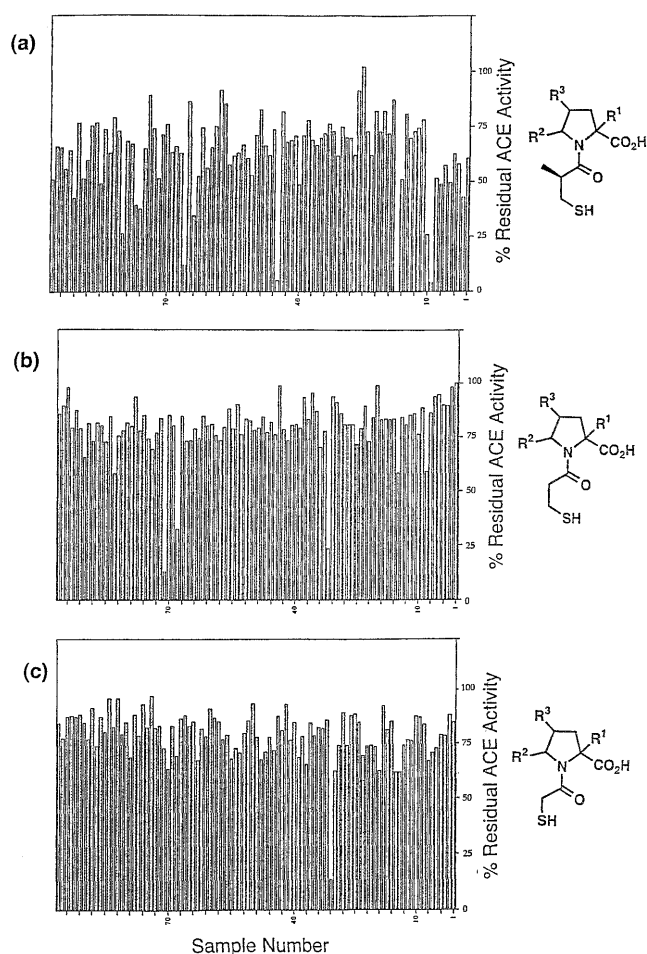 (a)
% Residual ACE Activity
100
75
50
25
0
70
40
10
1
R³
R¹
R²
N
CO₂H
O
SH
(b)
% Residual ACE Activity
100
75
50
25
0
70
40
10
1
R³
R¹
R²
N
CO₂H
O
SH
(c)
% Residual ACE Activity
100
75
50
25
0
70
40
10
1
R³
R¹
R²
N
CO₂H
O
SH
Sample Number